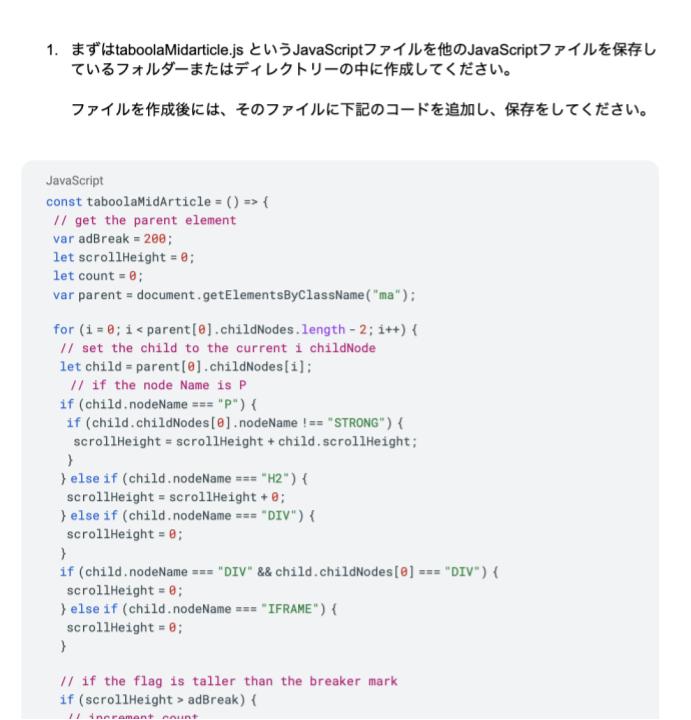 1. まずはtaboolaMidarticle.js というJavaScriptファイルを他のJavaScriptファイルを保存し
ているフォルダーまたはディレクトリーの中に作成してください。
ファイルを作成後には、そのファイルに下記のコードを追加し、保存をしてください。
JavaScript
const taboolaMidArticle = () => {
// get the parent element
var adBreak = 200;
let scrollHeight = 0;
let count = 0;
var parent = document.getElementsByClassName("ma");
for (i = 0; i < parent[0].childNodes.length - 2; i++) {
// set the child to the current i childNode
let child = parent[0].childNodes[i];
// if the node Name is P
if (child.nodeName === "P") {
if (child.childNodes[0].nodeName !== "STRONG") {
scrollHeight = scrollHeight + child.scrollHeight;
}
} else if (child.nodeName === "H2") {
scrollHeight = scrollHeight + 0;
} else if (child.nodeName === "DIV") {
scrollHeight = 0;
}
if (child.nodeName === "DIV" && child.childNodes[0] === "DIV") {
scrollHeight = 0;
} else if (child.nodeName === "IFRAME") {
scrollHeight = 0;
}
// if the flag is taller than the breaker mark
if (scrollHeight > adBreak) {
// increment count